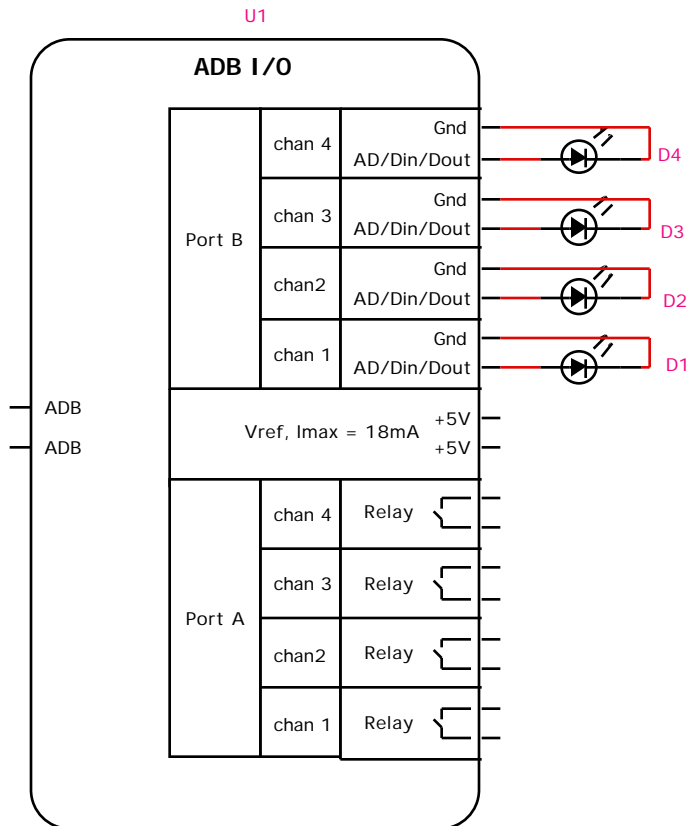 U1
ADB I/O
Port B
chan 4
Gnd
AD/Din/Dout
D4
chan 3
Gnd
AD/Din/Dout
D3
chan2
Gnd
AD/Din/Dout
D2
chan 1
Gnd
AD/Din/Dout
D1
ADB
ADB
Vref, Imax = 18mA
+5V
+5V
Port A
chan 4
Relay
chan 3
Relay
chan2
Relay
chan 1
Relay